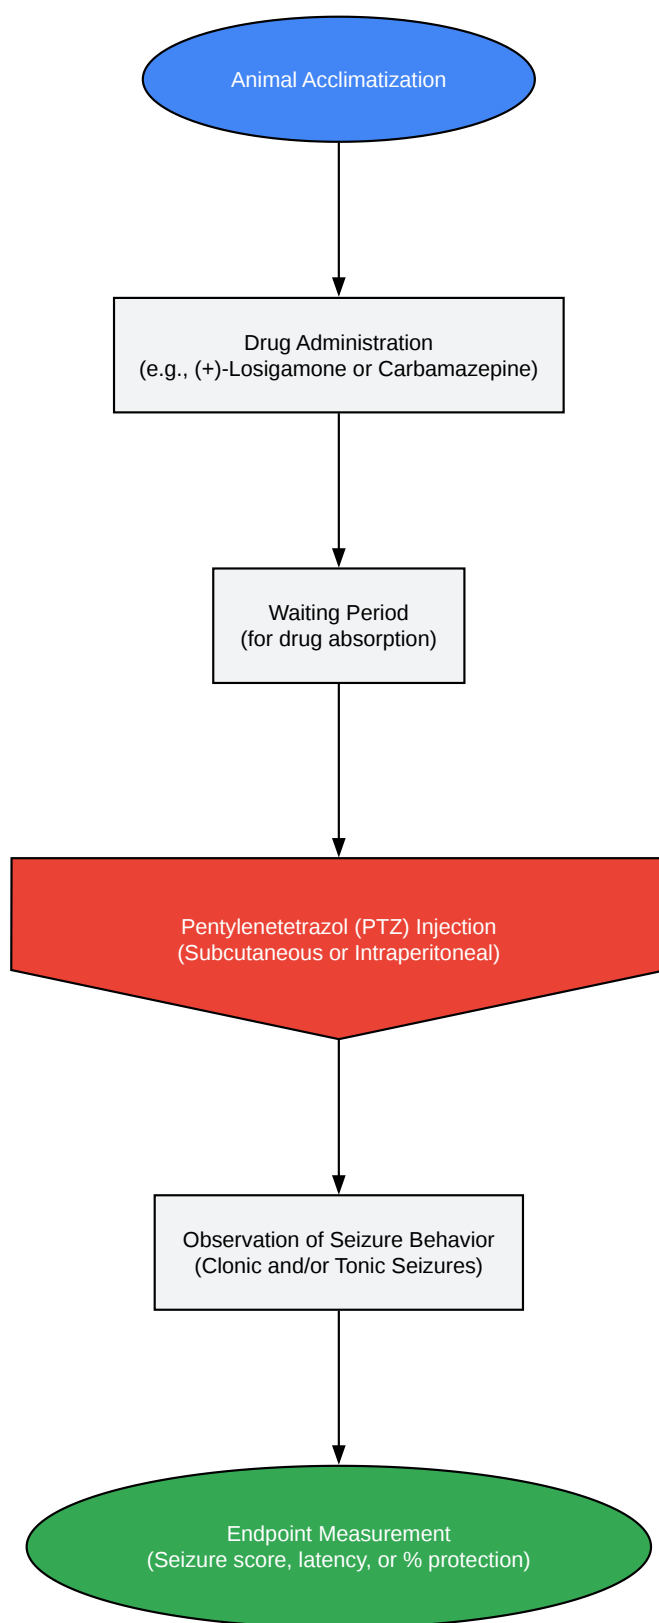 Animal Acclimatization
Drug Administration
(e.g., (+)-Losigamone or Carbamazepine)
Waiting Period
(for drug absorption)
Pentylenetetrazol (PTZ) Injection
(Subcutaneous or Intraperitoneal)
Observation of Seizure Behavior
(Clonic and/or Tonic Seizures)
Endpoint Measurement
(Seizure score, latency, or % protection)